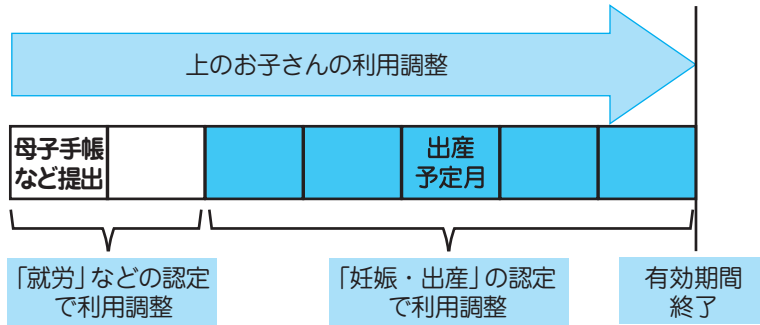 上のお子さんの利用調整
母子手帳
など提出
出産
予定月
「就労」などの認定
で利用調整
「妊娠・出産」の認定
で利用調整
有効期間
終了